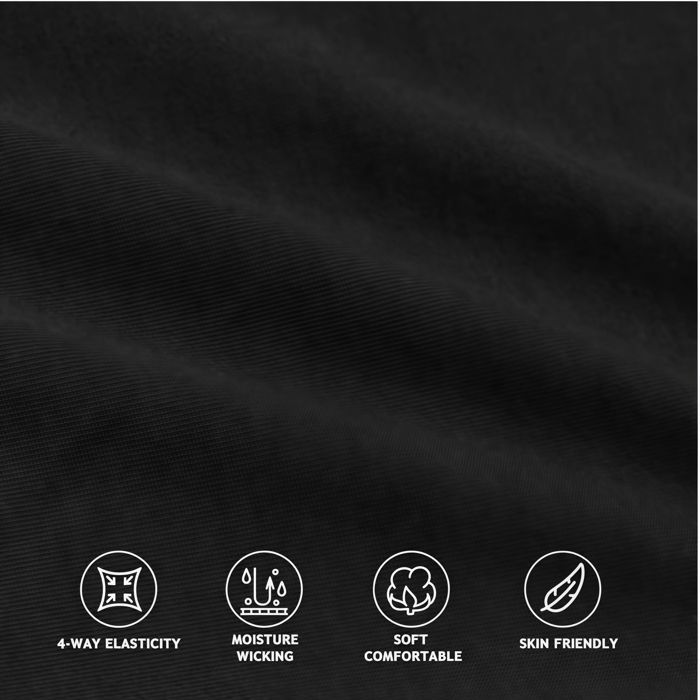 4-WAY ELASTICITY
MOISTURE
WICKING
SOFT
COMFORTABLE
SKIN FRIENDLY